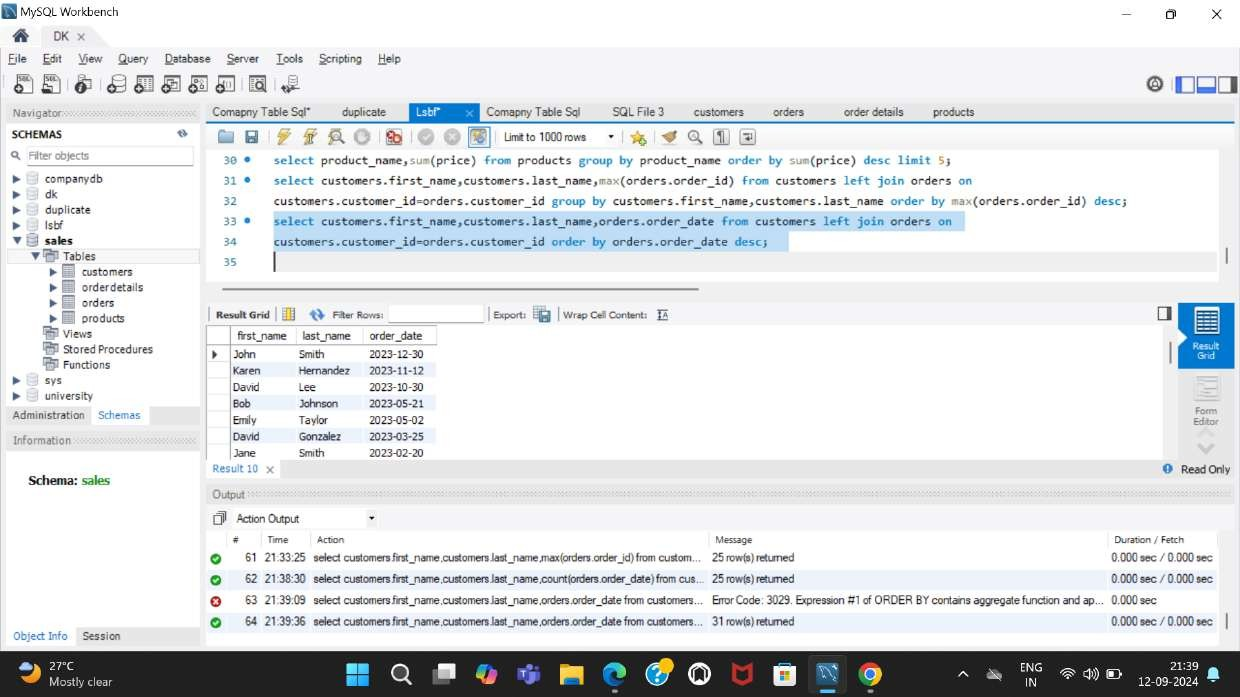 MySQL Workbench
DK
File Edit View Query Database Server Tools Scripting Help
Navigator
SCHEMAS
Filter objects
companydb
dk
duplicate
lsbf
sales
Tables
customers
orderdetails
orders
products
Views
Stored Procedures
Functions
sys
university
Administration Schemas
Information
Schema: sales
Object Info Session
Comapny Table Sql* duplicate Lsbf* Comapny Table Sql SQL File 3 customers orders order details products
Limit to 1000 rows
30 select product_name,sum(price) from products group by product_name order by sum(price) desc limit 5;
31 select customers.first_name,customers.last_name,max(orders.order_id) from customers left join orders on
32 customers.customer_id=orders.customer_id group by customers.first_name,customers.last_name order by max(orders.order_id) desc;
33 select customers.first_name,customers.last_name,orders.order_date from customers left join orders on
34 customers.customer_id=orders.customer_id order by orders.order_date desc;
35
Result Grid Filter Rows: Export: Wrap Cell Content:
first_name last_name order_date
John Smith 2023-12-30
Karen Hernandez 2023-11-12
David Lee 2023-10-30
Bob Johnson 2023-05-21
Emily Taylor 2023-05-02
David Gonzalez 2023-03-25
Jane Smith 2023-02-20
Result Grid
Form Editor
Result 10
Read Only
Output
Action Output
# Time Action Message Duration / Fetch
61 21:33:25 select customers.first_name,customers.last_name,max(orders.order_id) from custom... 25 row(s) returned 0.000 sec / 0.000 sec
62 21:38:30 select customers.first_name,customers.last_name,count(orders.order_date) from cus... 25 row(s) returned 0.000 sec / 0.000 sec
63 21:39:09 select customers.first_name,customers.last_name,orders.order_date from customers... Error Code: 3029. Expression #1 of ORDER BY contains aggregate function and ap... 0.000 sec
64 21:39:36 select customers.first_name,customers.last_name,orders.order_date from customers... 31 row(s) returned 0.000 sec / 0.000 sec
27°C
Mostly clear
ENG
IN
21:39
12-09-2024